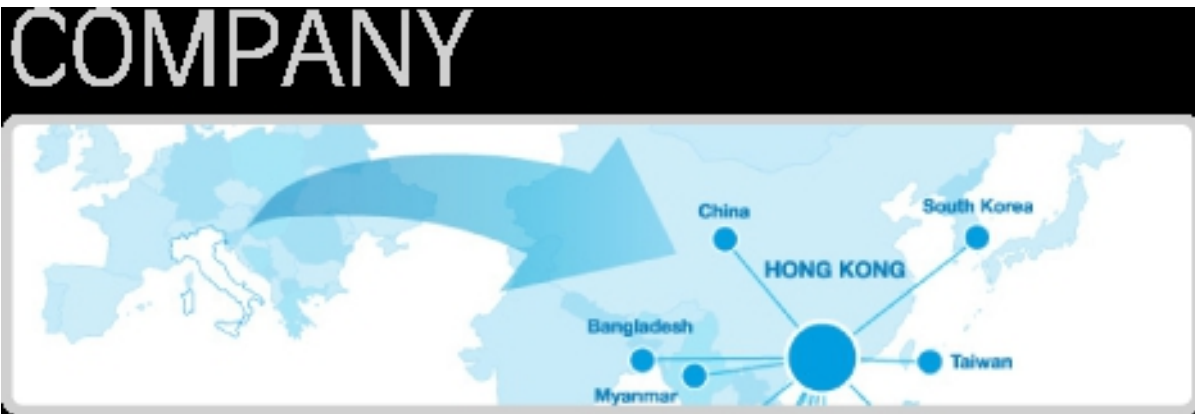 COMPANY
China
South Korea
HONG KONG
Bangladesh
Taiwan
Myanmar